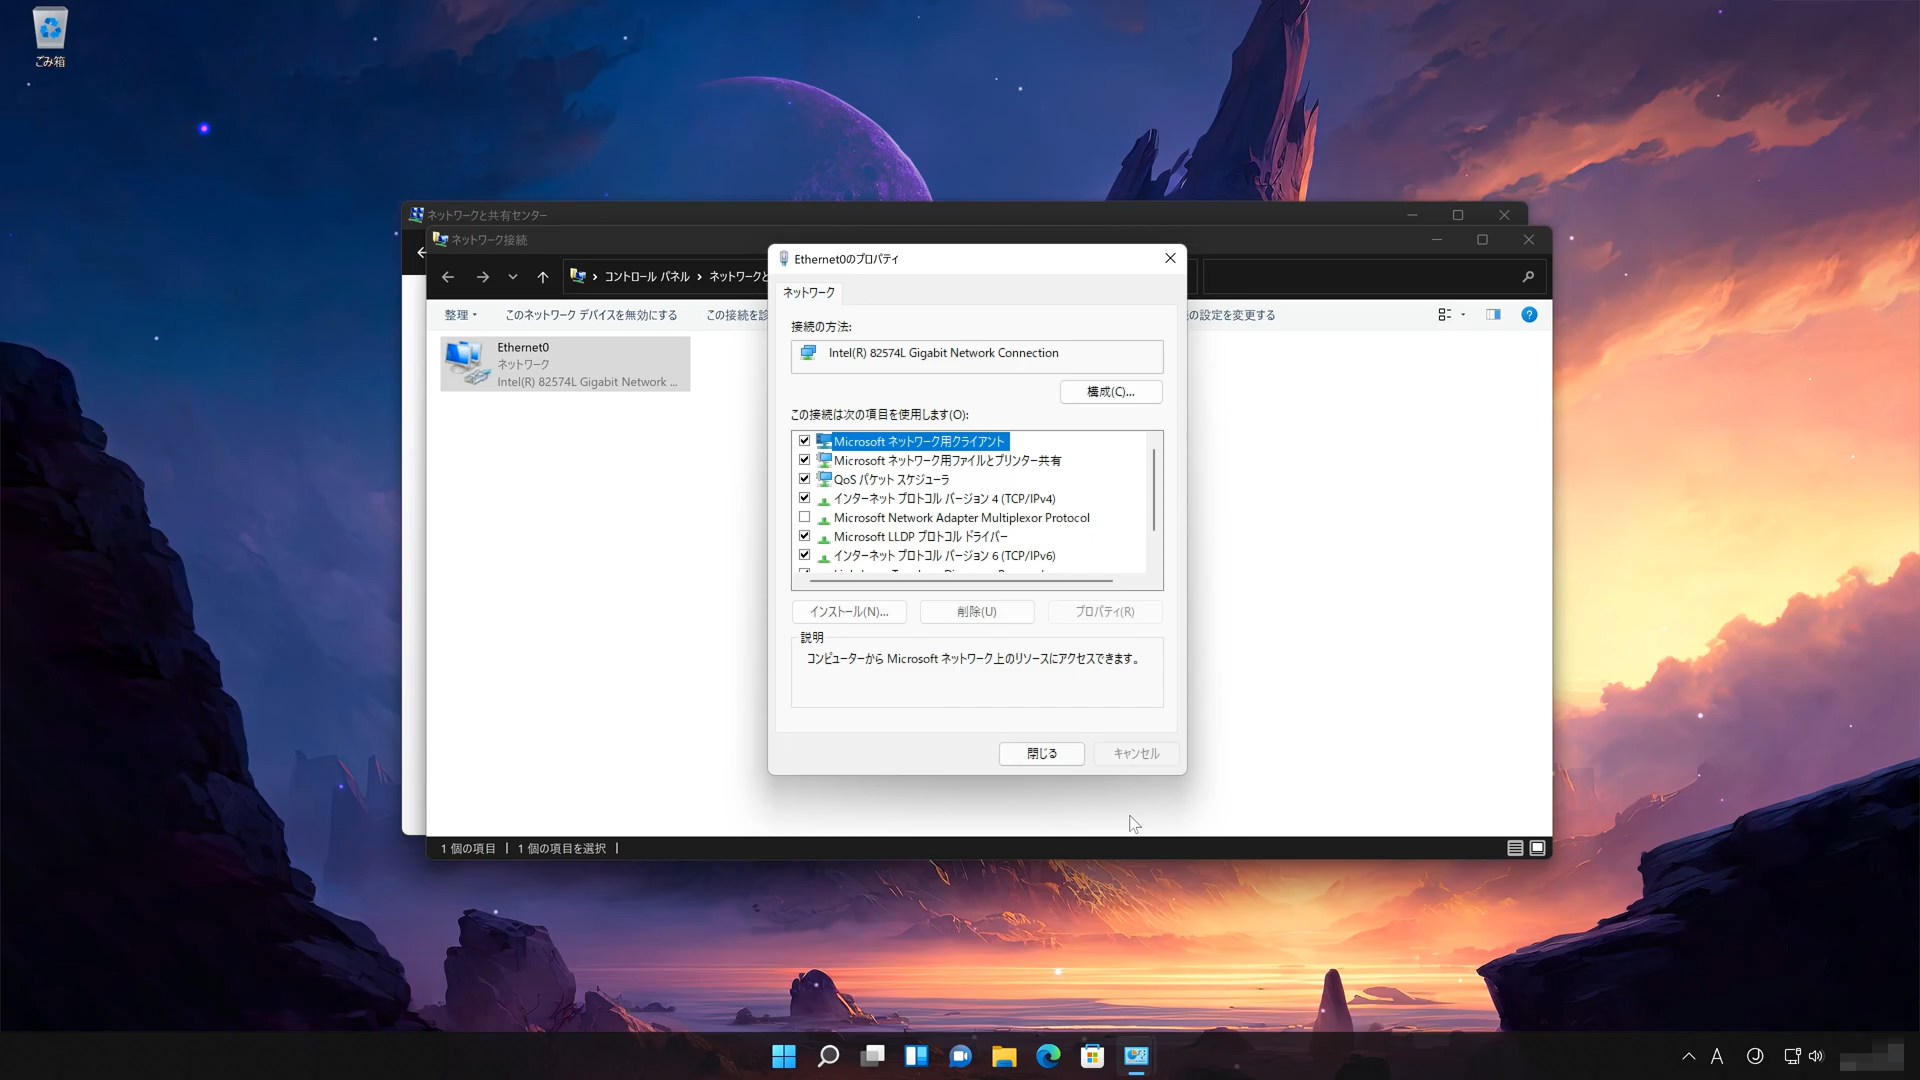 ごみ箱
ネットワークと共有センター
ネットワーク接続
コントロール パネル
ネットワークと
整理
このネットワーク デバイスを無効にする
この接続を診
の設定を変更する
Ethernet0
ネットワーク
Intel(R) 82574L Gigabit Network ...
Ethernet0のプロパティ
ネットワーク
接続の方法:
Intel(R) 82574L Gigabit Network Connection
構成(C)...
この接続は次の項目を使用します(O):
Microsoft ネットワーク用クライアント
Microsoft ネットワーク用ファイルとプリンター共有
QoS パケット スケジューラ
インターネット プロトコル バージョン 4 (TCP/IPv4)
Microsoft Network Adapter Multiplexor Protocol
Microsoft LLDP プロトコル ドライバー
インターネット プロトコル バージョン 6 (TCP/IPv6)
インストール(N)...
削除(U)
プロパティ(R)
説明
コンピューターから Microsoft ネットワーク上のリソースにアクセスできます。
閉じる
キャンセル
1 個の項目
1 個の項目を選択
A